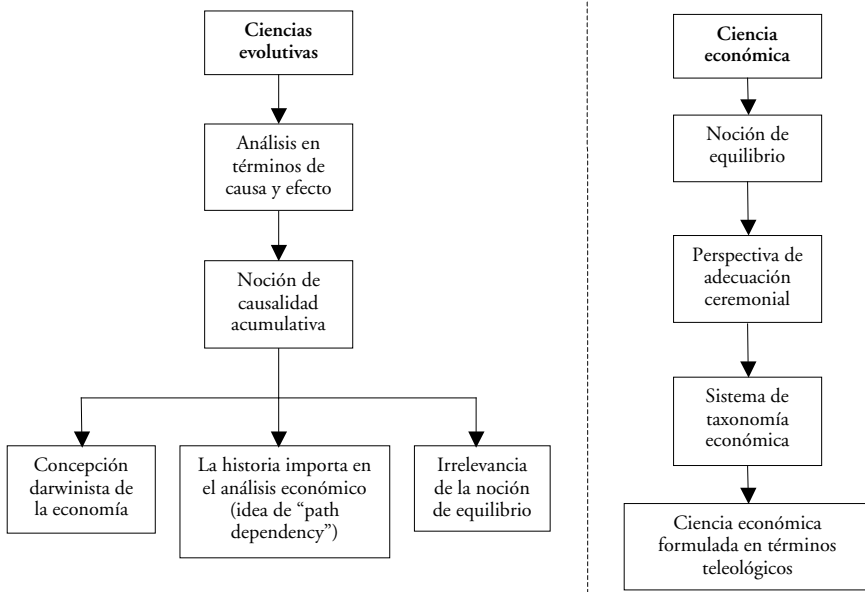 Ciencias
evolutivas
Análisis en
términos de
causa y efecto
Noción de
causalidad
acumulativa
Concepción
darwinista de
la economía
La historia importa en
el análisis económico
(idea de “path
dependency”)
Irrelevancia
de la noción
de equilibrio
Ciencia
económica
Noción de
equilibrio
Perspectiva de
adecuación
ceremonial
Sistema de
taxonomía
económica
Ciencia económica
formulada en términos
teleológicos